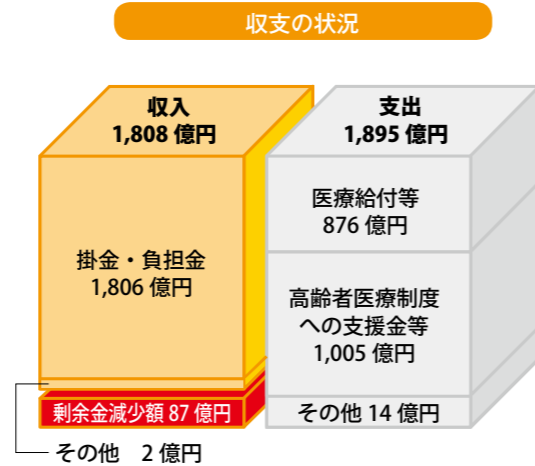 収支の状況
収入
1,808 億円
掛金・負担金
1,806 億円
剰余金減少額 87 億円
その他　2 億円
支出
1,895 億円
医療給付等
876 億円
高齢者医療制度
への支援金等
1,005 億円
その他 14 億円